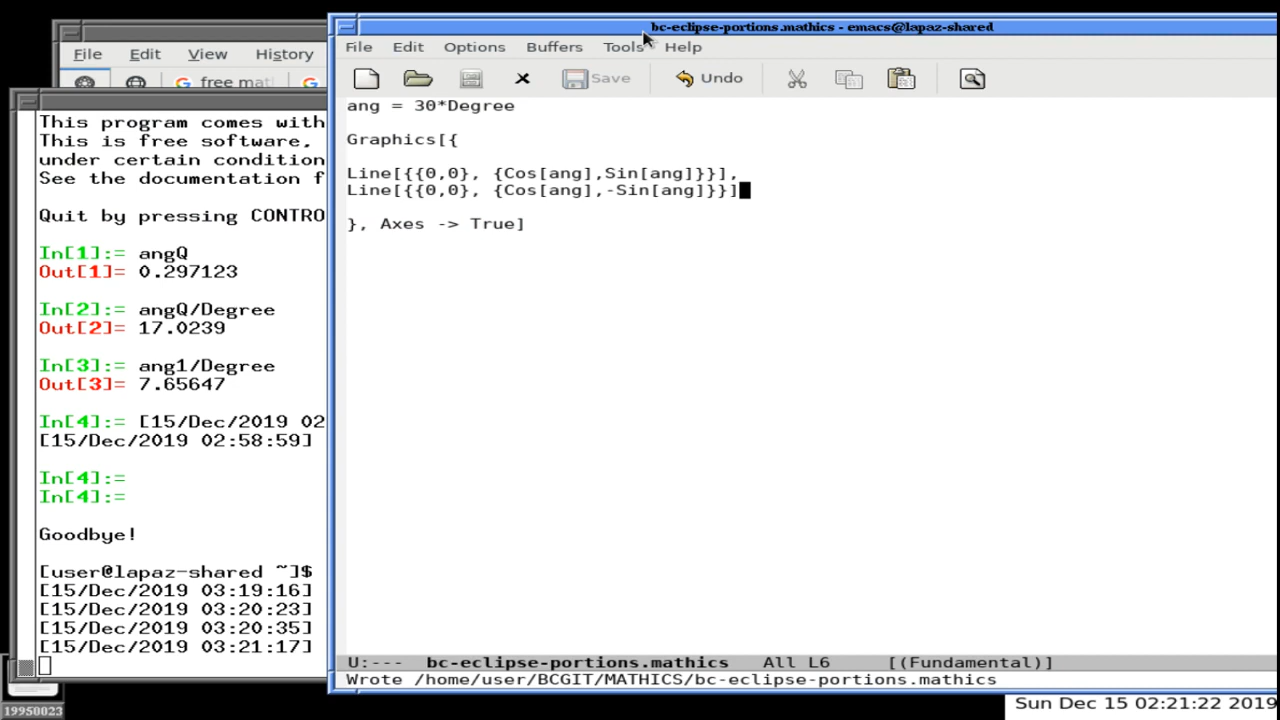 bc-eclipse-portions.mathics - emacs@lapaz-shared
File Edit Options Buffers Tools Help
Save Undo
ang = 30*Degree
Graphics[{
Line[{{0,0}, {Cos[ang],Sin[ang]}}],
Line[{{0,0}, {Cos[ang],-Sin[ang]}}]
}, Axes -> True]
U:--- bc-eclipse-portions.mathics All L6 [(Fundamental)]
Wrote /home/user/BCGIT/MATHICS/bc-eclipse-portions.mathics
File Edit View History
free mat
This program comes with
This is free software,
under certain condition
See the documentation f
Quit by pressing CONTRO
In[1]:= angQ
Out[1]= 0.297123
In[2]:= angQ/Degree
Out[2]= 17.0239
In[3]:= ang1/Degree
Out[3]= 7.65647
In[4]:= [15/Dec/2019 02
[15/Dec/2019 02:58:59]
In[4]:=
In[4]:=
Goodbye!
[user@lapaz-shared ~]$
[15/Dec/2019 03:19:16]
[15/Dec/2019 03:20:23]
[15/Dec/2019 03:20:35]
[15/Dec/2019 03:21:17]
19950023
Sun Dec 15 02:21:22 2019